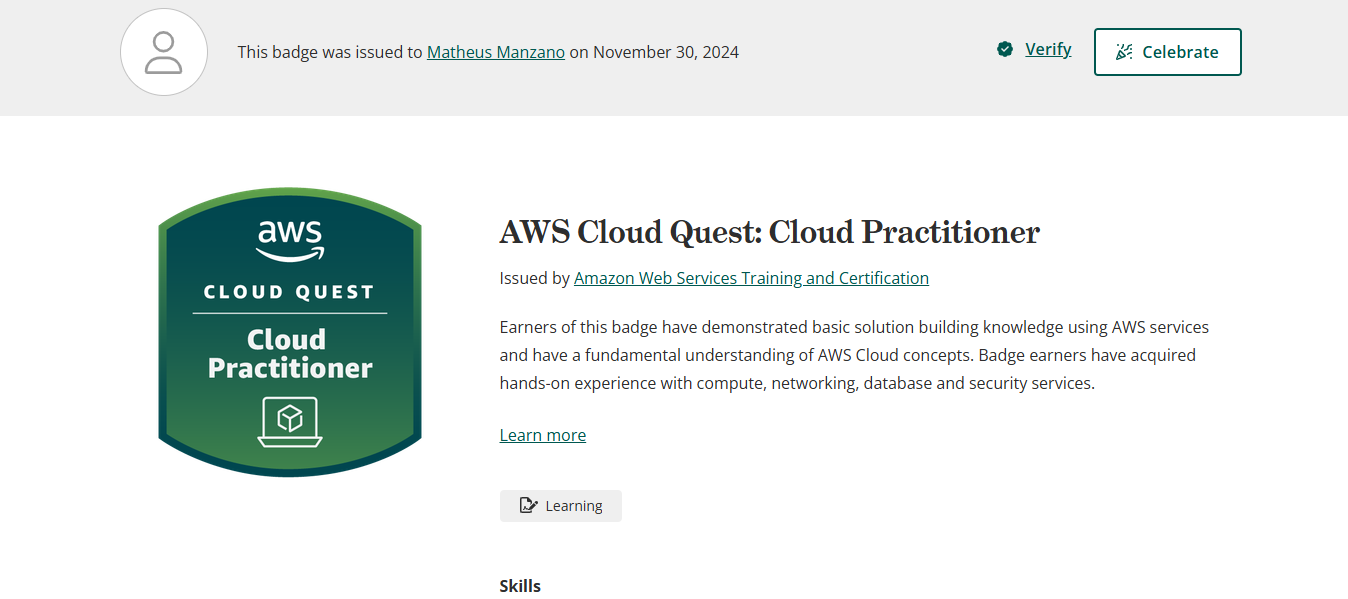 This badge was issued to Matheus Manzano on November 30, 2024
Verify
Celebrate
aws
CLOUD QUEST
Cloud
Practitioner
AWS Cloud Quest: Cloud Practitioner
Issued by Amazon Web Services Training and Certification
Earners of this badge have demonstrated basic solution building knowledge using AWS services
and have a fundamental understanding of AWS Cloud concepts. Badge earners have acquired
hands-on experience with compute, networking, database and security services.
Learn more
Learning
Skills